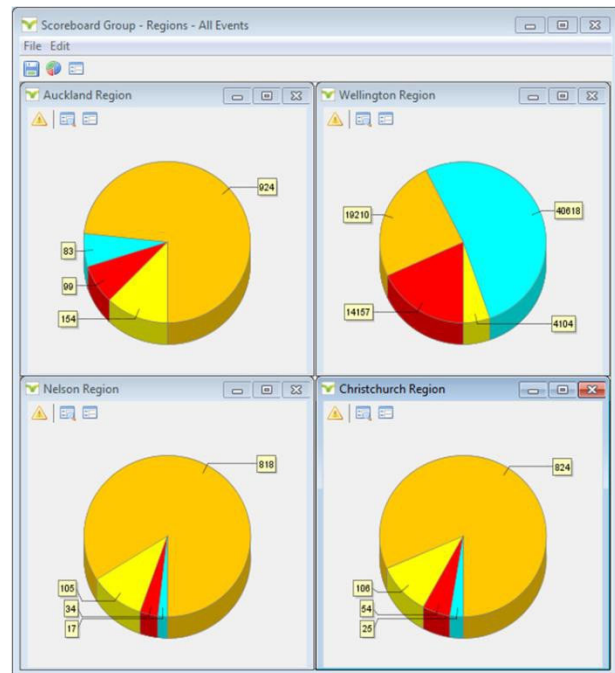 Scoreboard Group - Regions - All Events
File Edit
Auckland Region
924
83
99
154
Wellington Region
19210
40618
14157
4104
Nelson Region
818
105
34
17
Christchurch Region
824
106
54
25